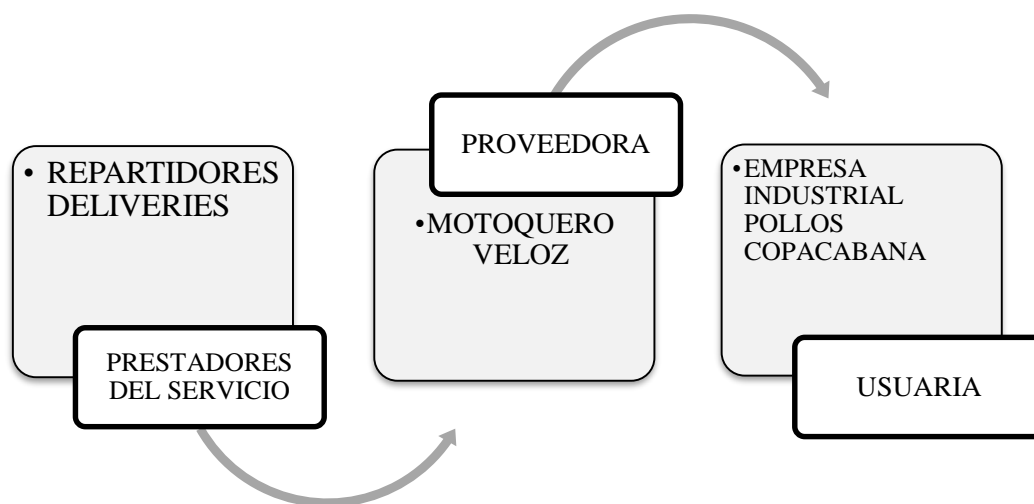 • REPARTIDORES
DELIVERIES
PRESTADORES
DEL SERVICIO
PROVEEDORA
•MOTOQUERO
VELOZ
•EMPRESA
INDUSTRIAL
POLLOS
COPACABANA
USUARIA